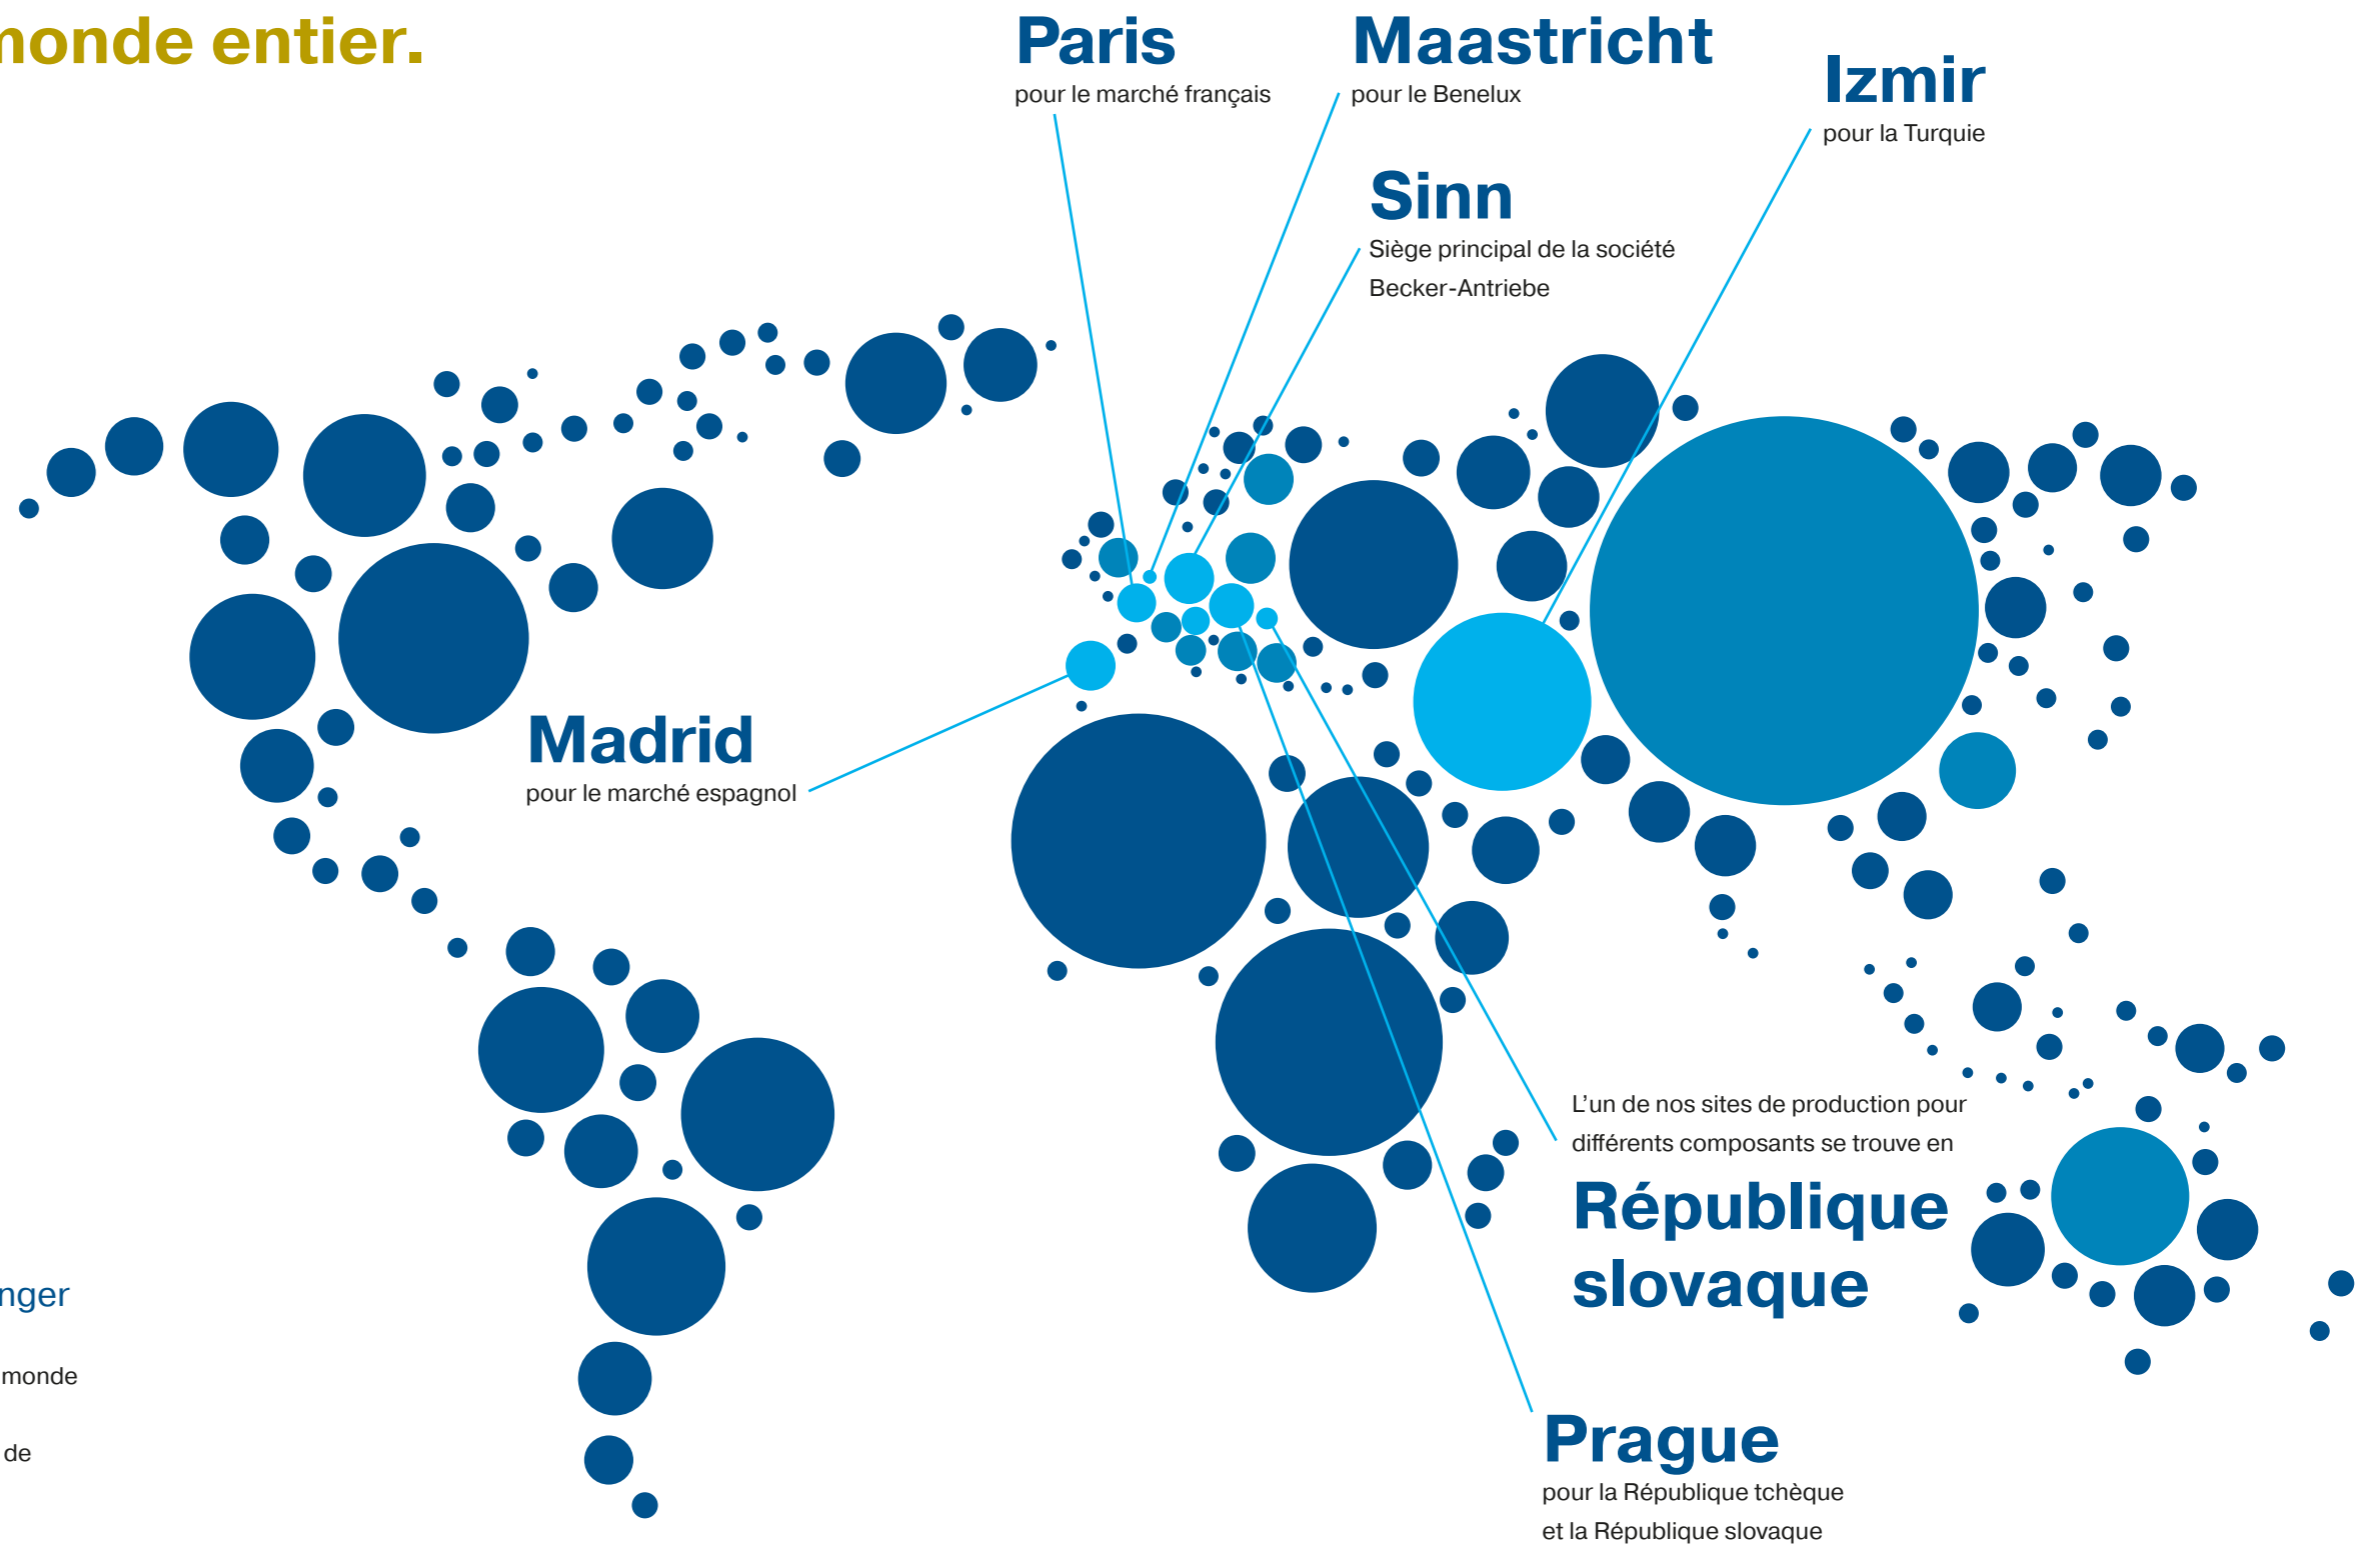 monde entier.
Paris
pour le marché français
Maastricht
pour le Benelux
Izmir
pour la Turquie
Sinn
Siège principal de la société
Becker-Antriebe
Madrid
pour le marché espagnol
L’un de nos sites de production pour
différents composants se trouve en
République
slovaque
Prague
pour la République tchèque
et la République slovaque
nger
monde
de